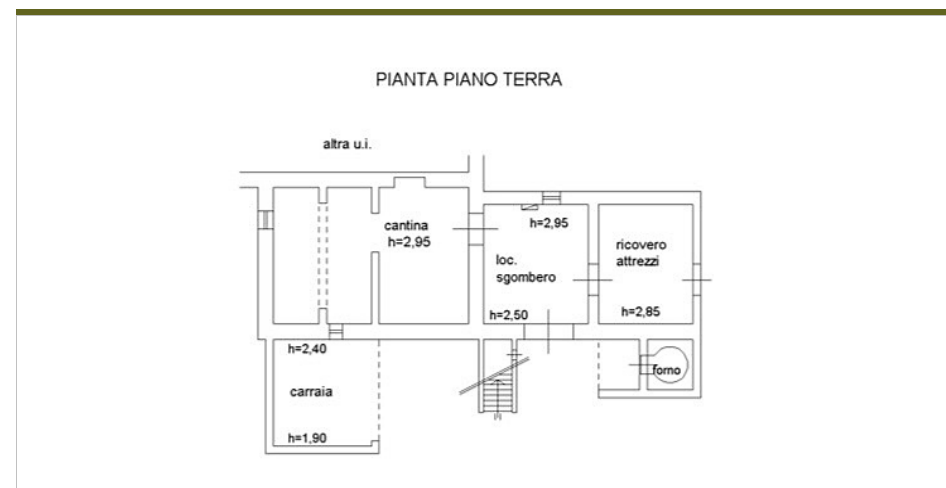 PIANTA PIANO TERRA
altra u.i.
cantina
h=2,95
h=2,95
loc.
sgombero
h=2,50
ricovero
attrezzi
h=2,85
h=2,40
carraia
h=1,90
forno